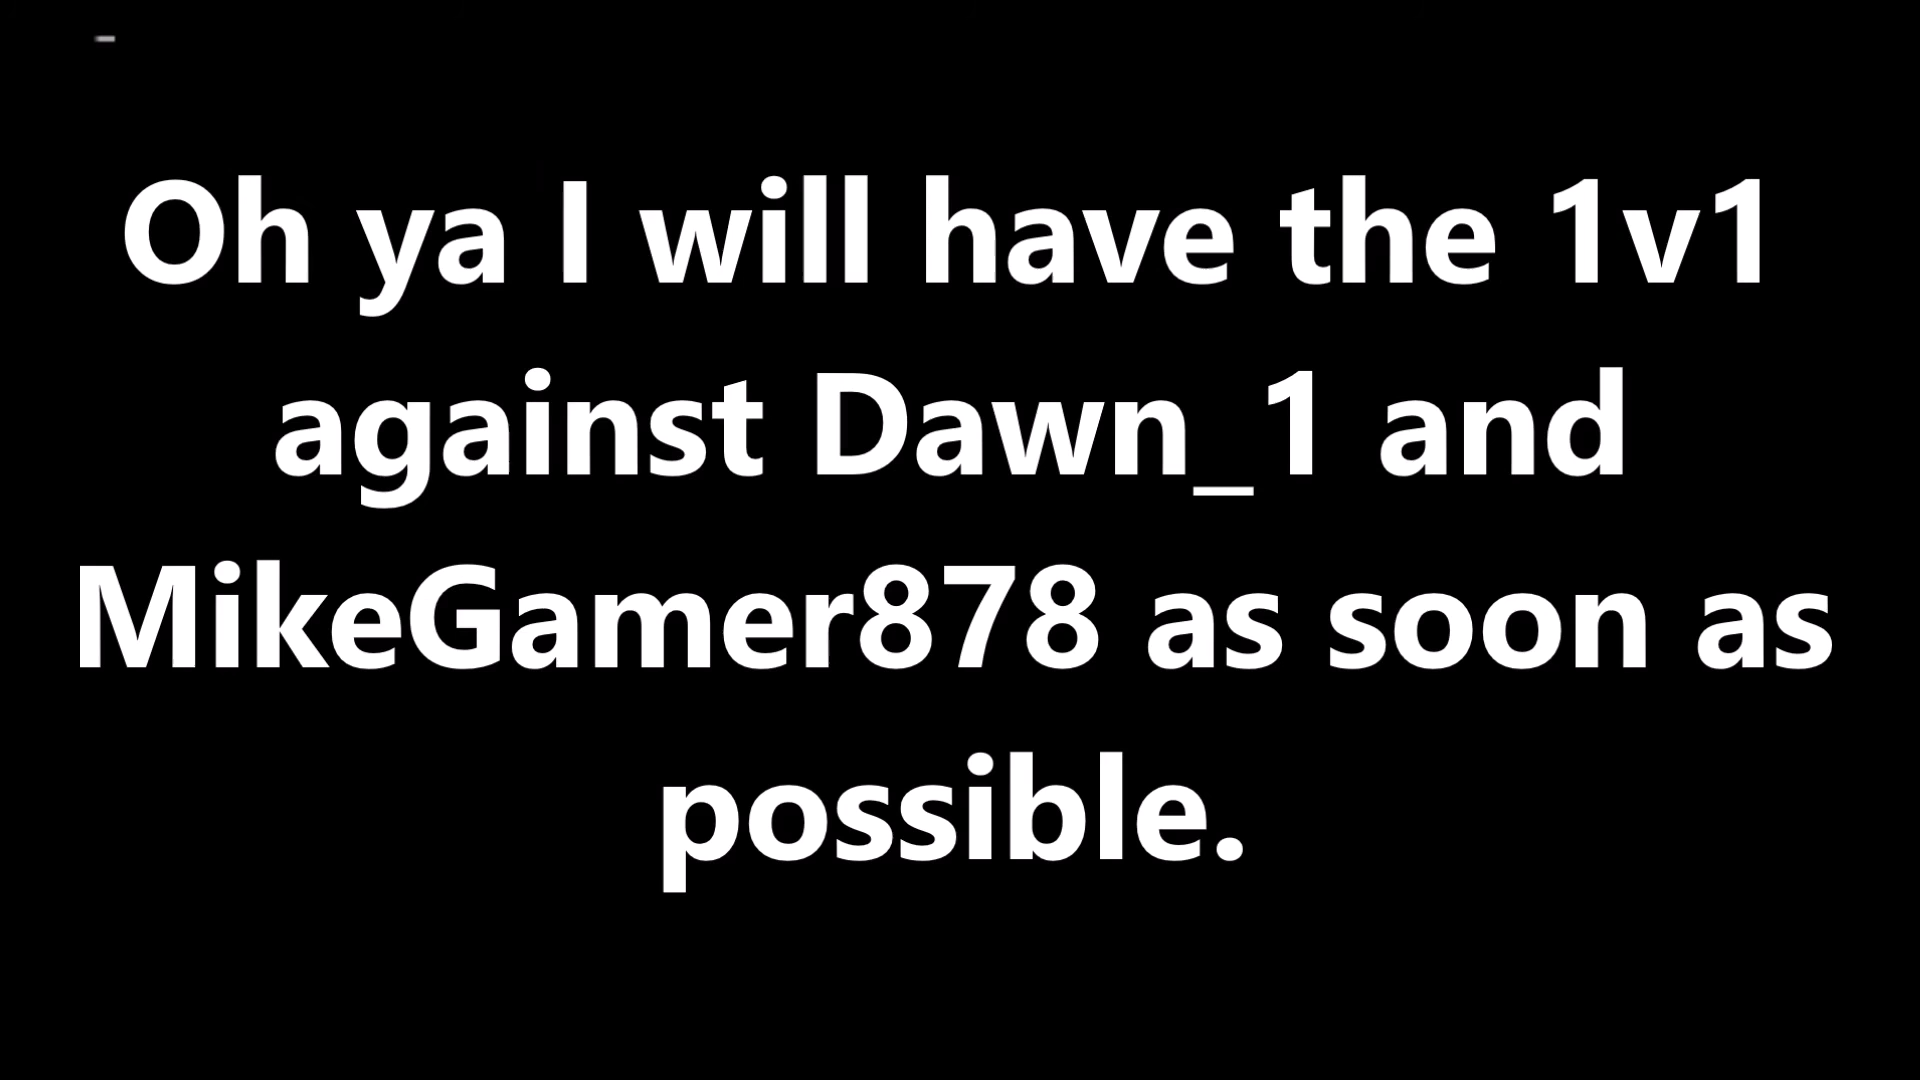 Oh ya I will have the 1v1
against Dawn_1 and
MikeGamer878 as soon as
possible.